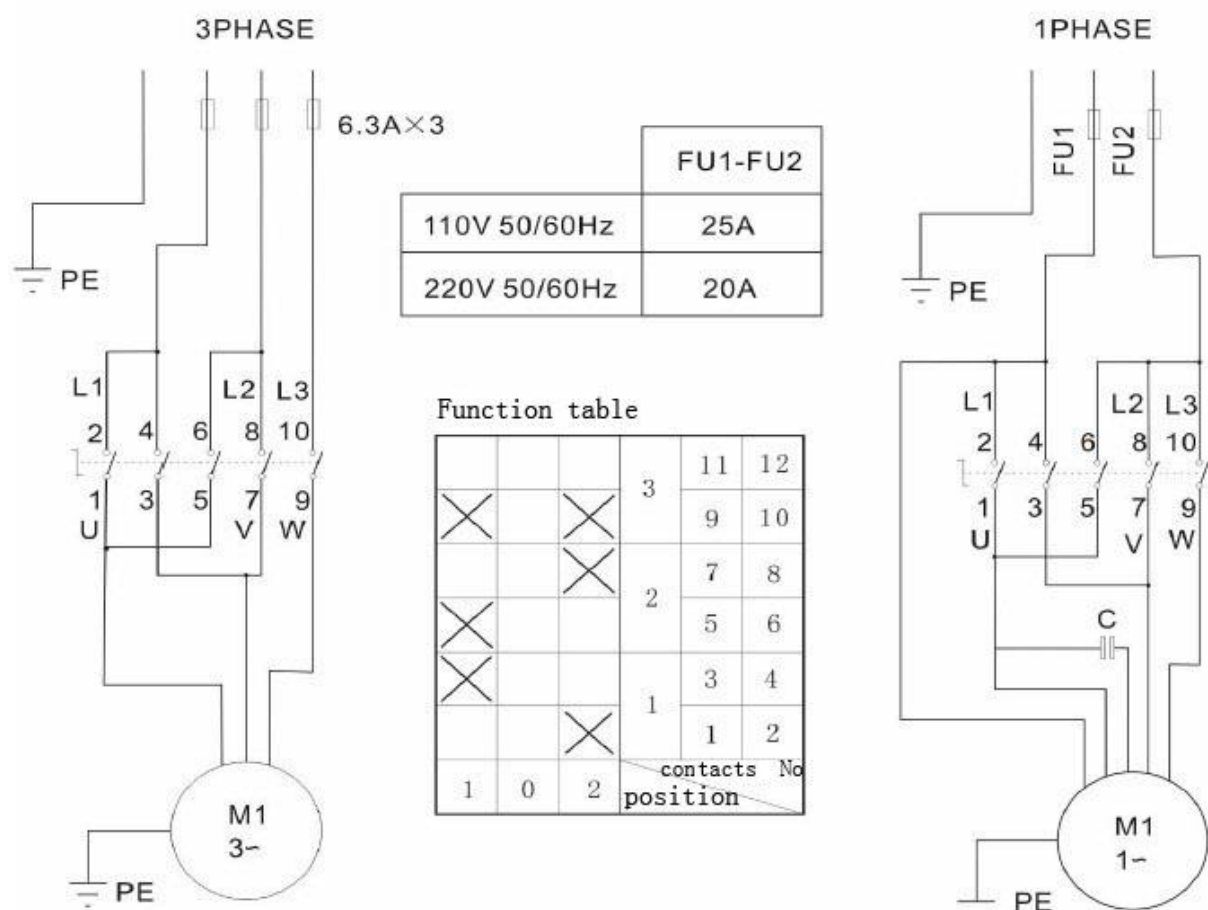 3PHASE
6.3A×3
PE
L1 L2 L3
2 4 6 8 10
1 3 5 7 9
U V W
M1
3~
PE
FU1-FU2
110V 50/60Hz 25A
220V 50/60Hz 20A
Function table
3 11 12
9 10
2 7 8
5 6
1 3 4
1 2
contacts No
1 0 2 position
1PHASE
FU1 FU2
PE
L1 L2 L3
2 4 6 8 10
1 3 5 7 9
U V W
C
M1
1~
PE